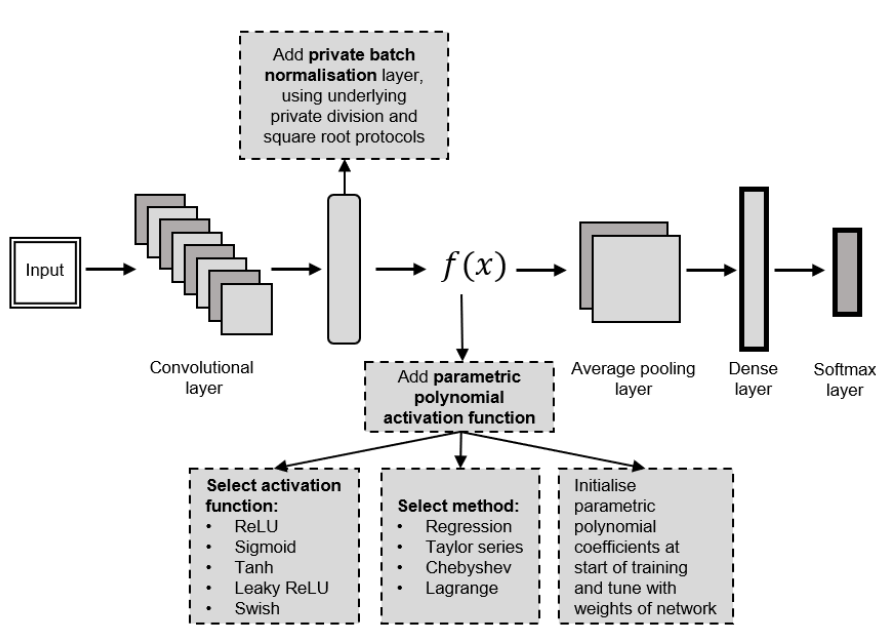 Add private batch
normalisation layer,
using underlying
private division and
square root protocols
Input
f(x)
Convolutional
layer
Average pooling
layer
Dense
layer
Softmax
layer
Add parametric
polynomial
activation function
Select activation
function:
• ReLU
• Sigmoid
• Tanh
• Leaky ReLU
• Swish
Select method:
• Regression
• Taylor series
• Chebyshev
• Lagrange
Initialise
parametric
polynomial
coefficients at
start of training
and tune with
weights of network